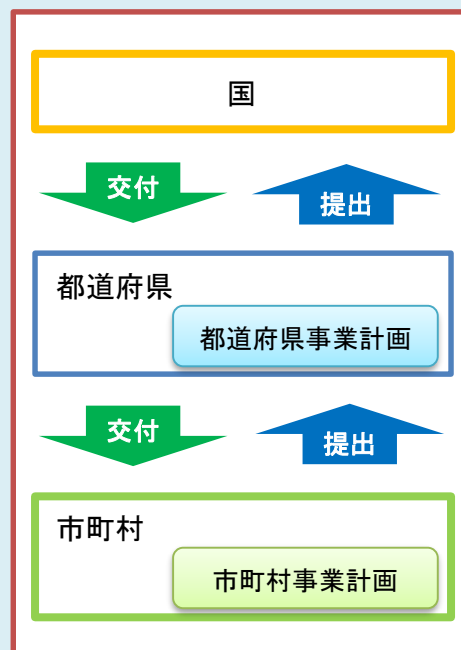 国
交付
提出
都道府県
都道府県事業計画
交付
提出
市町村
市町村事業計画